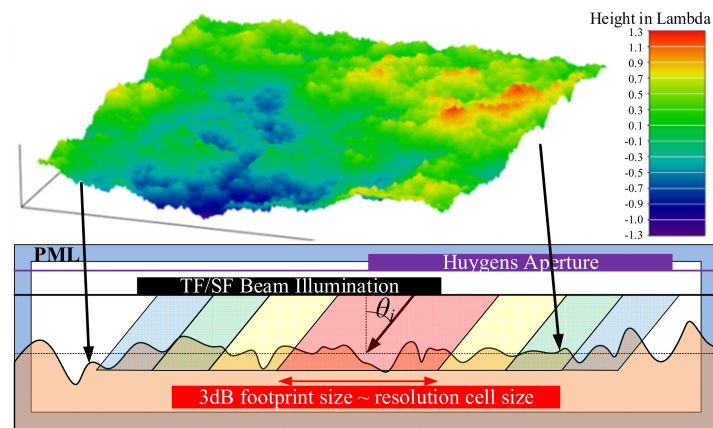 Height in Lambda
1.3
1.1
0.9
0.7
0.5
0.3
0.1
-0.1
-0.3
-0.5
-0.7
-0.9
-1.0
-1.3
PML
Huygens Aperture
TF/SF Beam Illumination
θi
3dB footprint size ~ resolution cell size